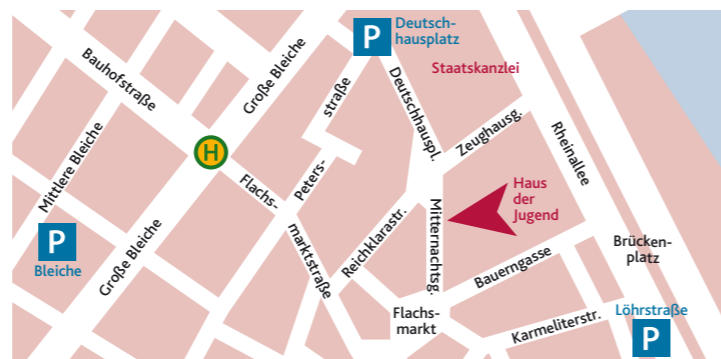 P
Deutsch-
hausplatz
Bauhofstraße
Große Bleiche
straße
Deutschhauspl.
Staatskanzlei
Zeughausg.
Rheinallee
H
Mittlere Bleiche
Flachs-
marktstraße
Peters-
Reichklarastr.
Mitternachtsg.
Haus
der
Jugend
P
Bleiche
Große Bleiche
Bauerngasse
Brücken-
platz
Flachs-
markt
Karmeliterstr.
Löhrstraße
P